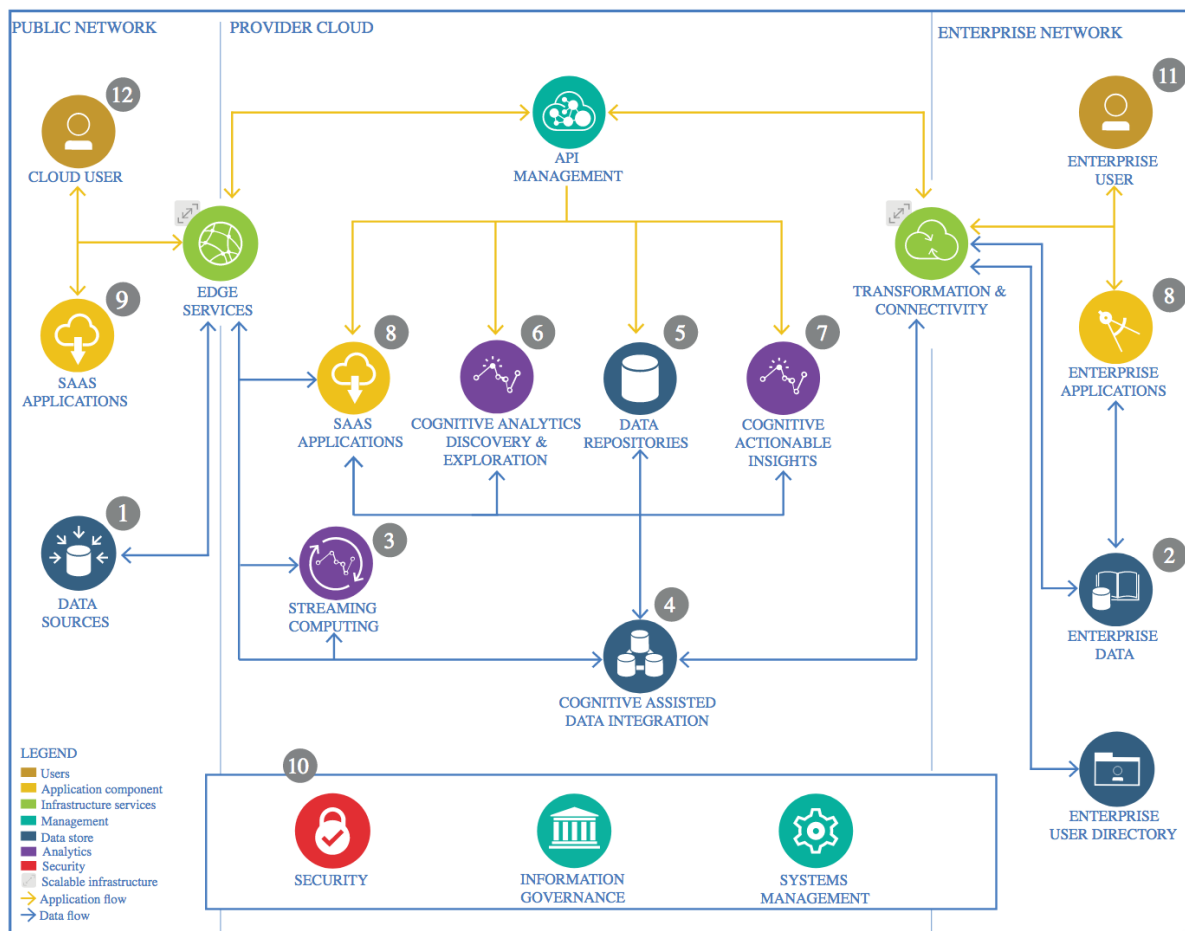 PUBLIC NETWORK
PROVIDER CLOUD
ENTERPRISE NETWORK
12
CLOUD USER
API
MANAGEMENT
11
ENTERPRISE
USER
EDGE
SERVICES
TRANSFORMATION &
CONNECTIVITY
9
SAAS
APPLICATIONS
8
SAAS
APPLICATIONS
6
COGNITIVE ANALYTICS
DISCOVERY &
EXPLORATION
5
DATA
REPOSITORIES
7
COGNITIVE
ACTIONABLE
INSIGHTS
8
ENTERPRISE
APPLICATIONS
1
DATA
SOURCES
3
STREAMING
COMPUTING
4
COGNITIVE ASSISTED
DATA INTEGRATION
2
ENTERPRISE
DATA
ENTERPRISE
USER DIRECTORY
10
SECURITY
INFORMATION
GOVERNANCE
SYSTEMS
MANAGEMENT
LEGEND
Users
Application component
Infrastructure services
Management
Data store
Analytics
Security
Scalable infrastructure
Application flow
Data flow